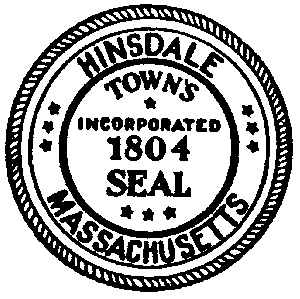 HINSDALE
TOWN'S
INCORPORATED
1804
SEAL
MASSACHUSETTS